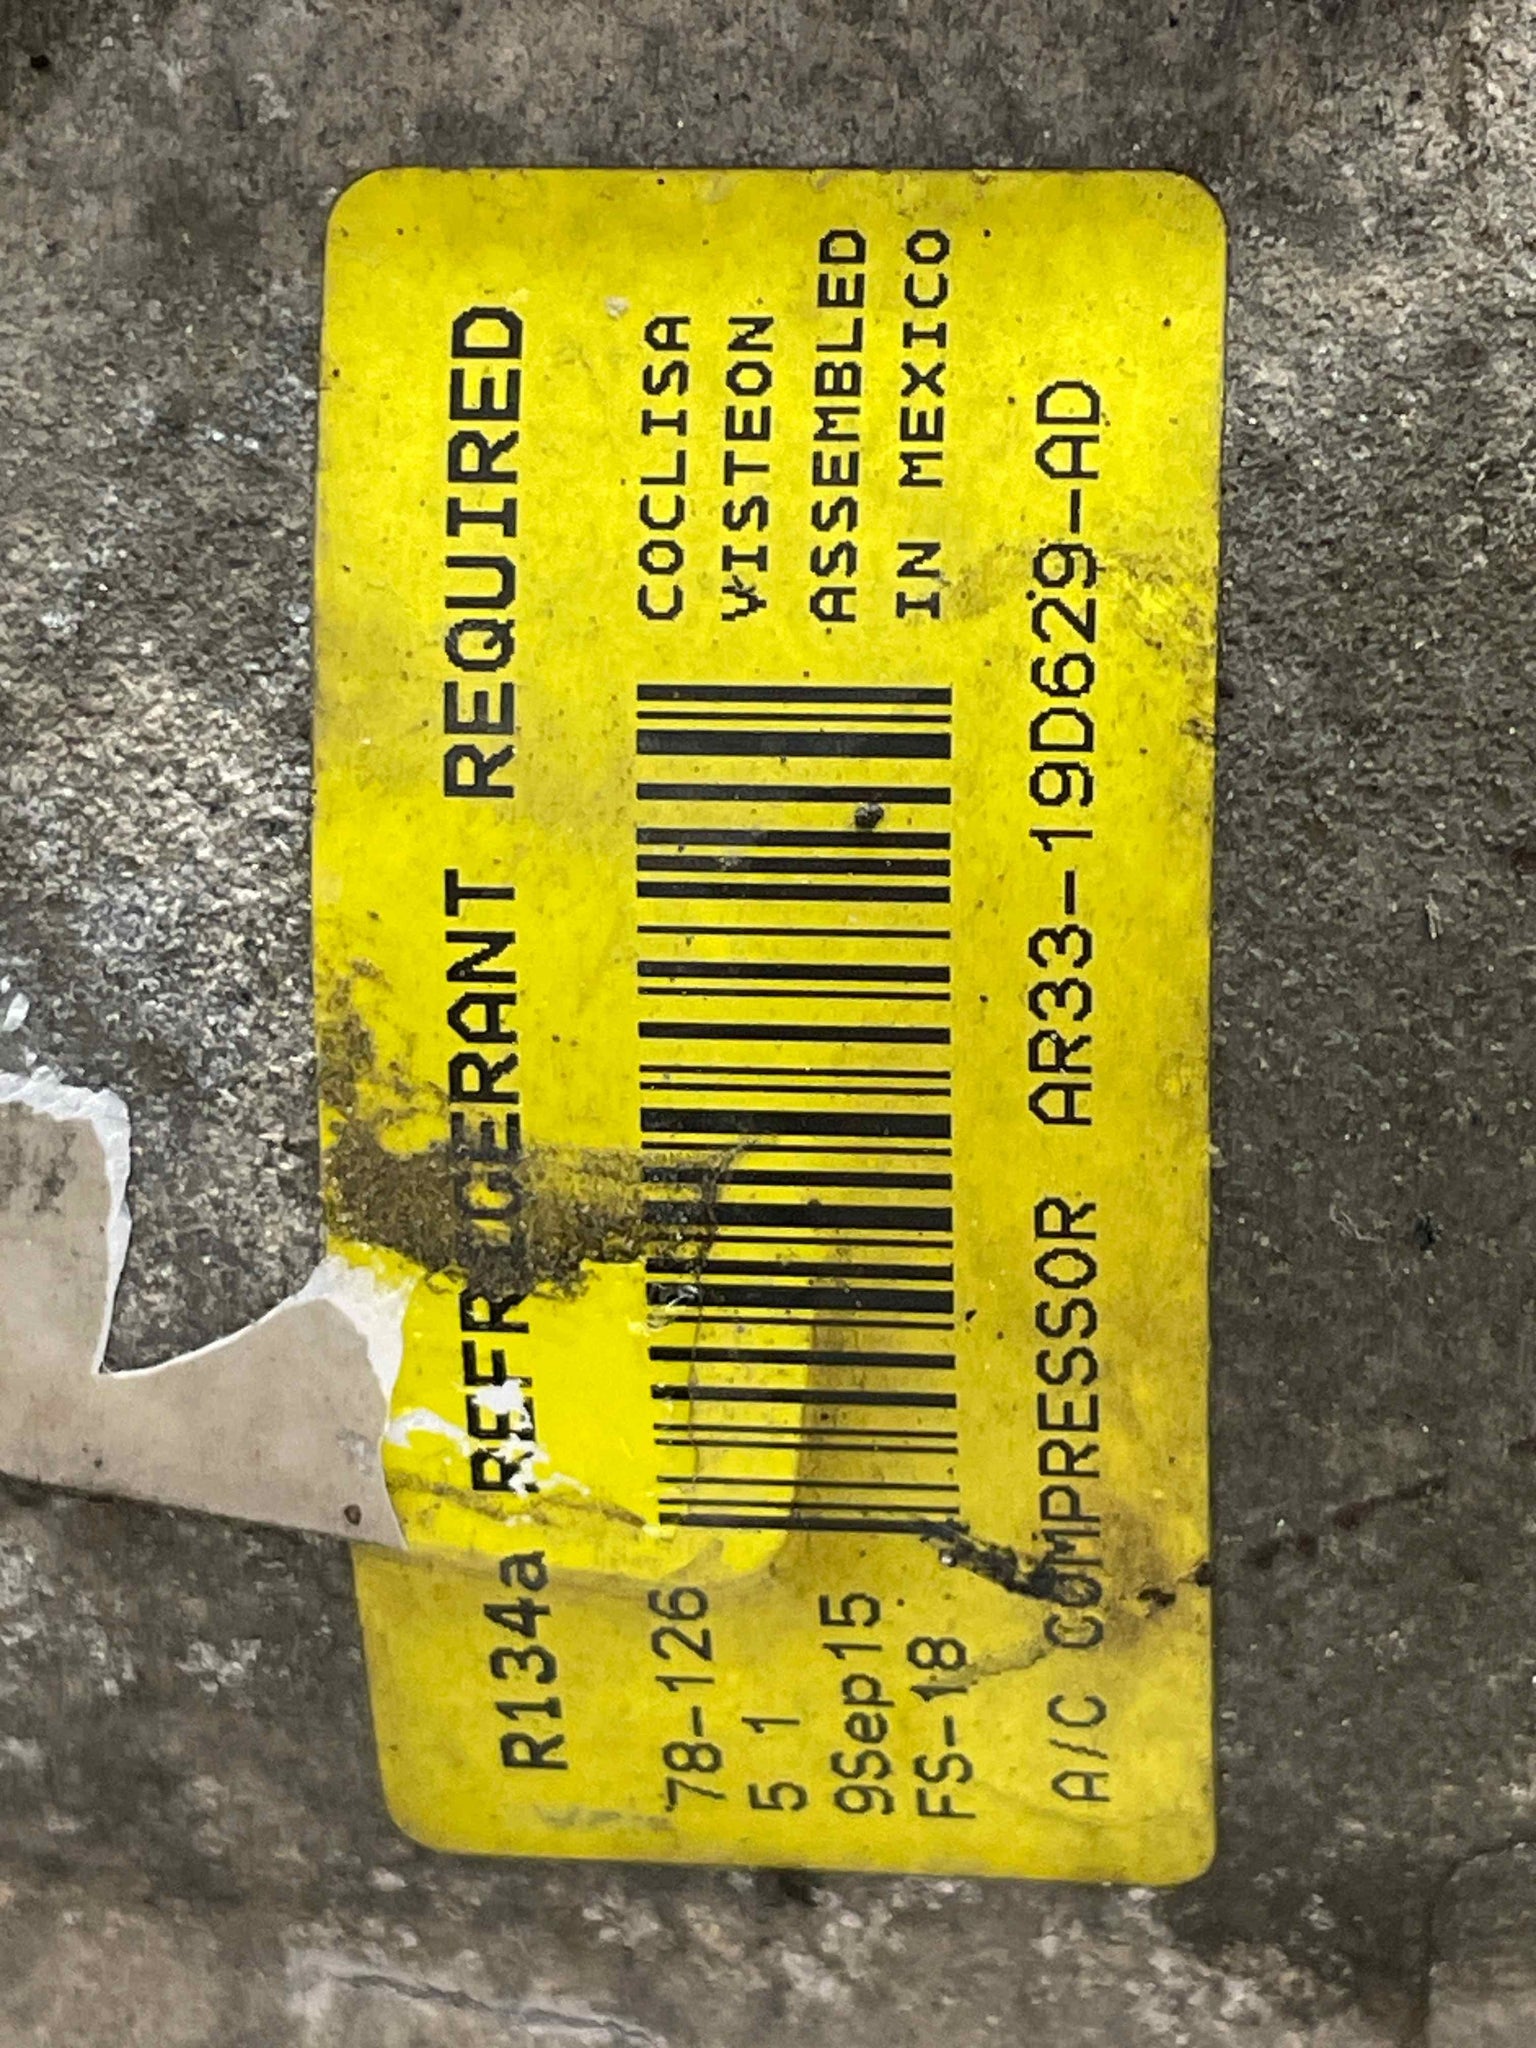 R134a REFRIGERANT REQUIRED
78-126
5 1
9Sep15
FS-18
COCLISA
VISTEON
ASSEMBLED
IN MEXICO
A/C COMPRESSOR AR33-19D629-AD